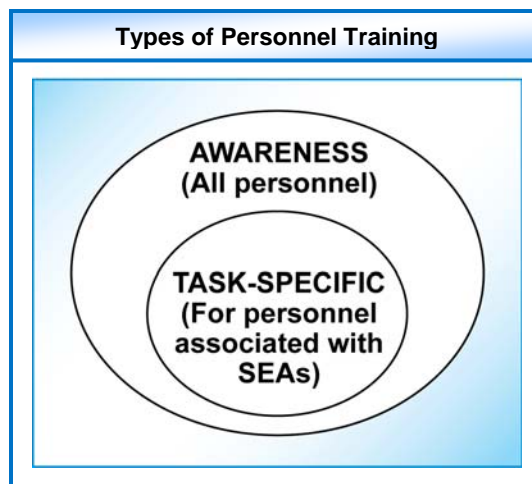 Types of Personnel Training
AWARENESS
(All personnel)
TASK-SPECIFIC
(For personnel
associated with
SEAs)